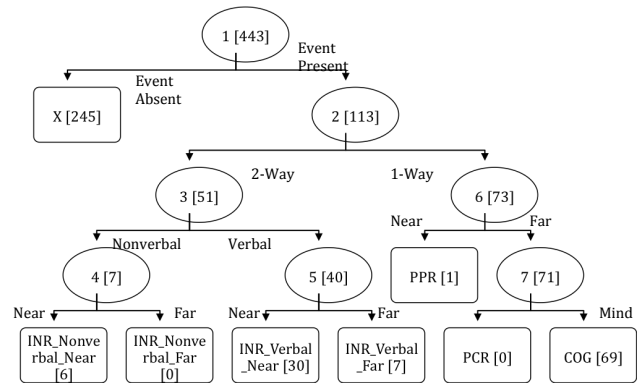 1 [443]
Event
Present
Event
Absent
X [245]
2 [113]
2-Way
1-Way
3 [51]
6 [73]
Nonverbal
Verbal
Near
Far
4 [7]
5 [40]
PPR [1]
7 [71]
Near
Far
Near
Far
Mind
INR_Nonve
rbal_Near
[6]
INR_Nonve
rbal_Far
[0]
INR_Verbal
_Near [30]
INR_Verbal
_Far [7]
PCR [0]
COG [69]